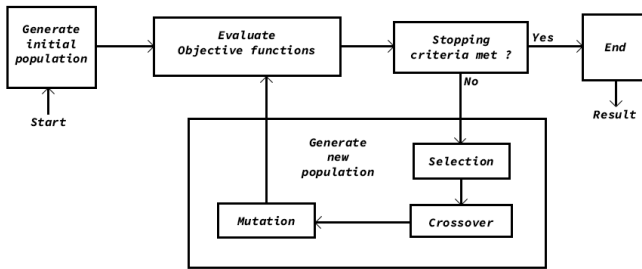 Generate
initial
population
Start
Evaluate
Objective functions
Stopping
criteria met ?
Yes
No
End
Result
Generate
new
population
Selection
Crossover
Mutation